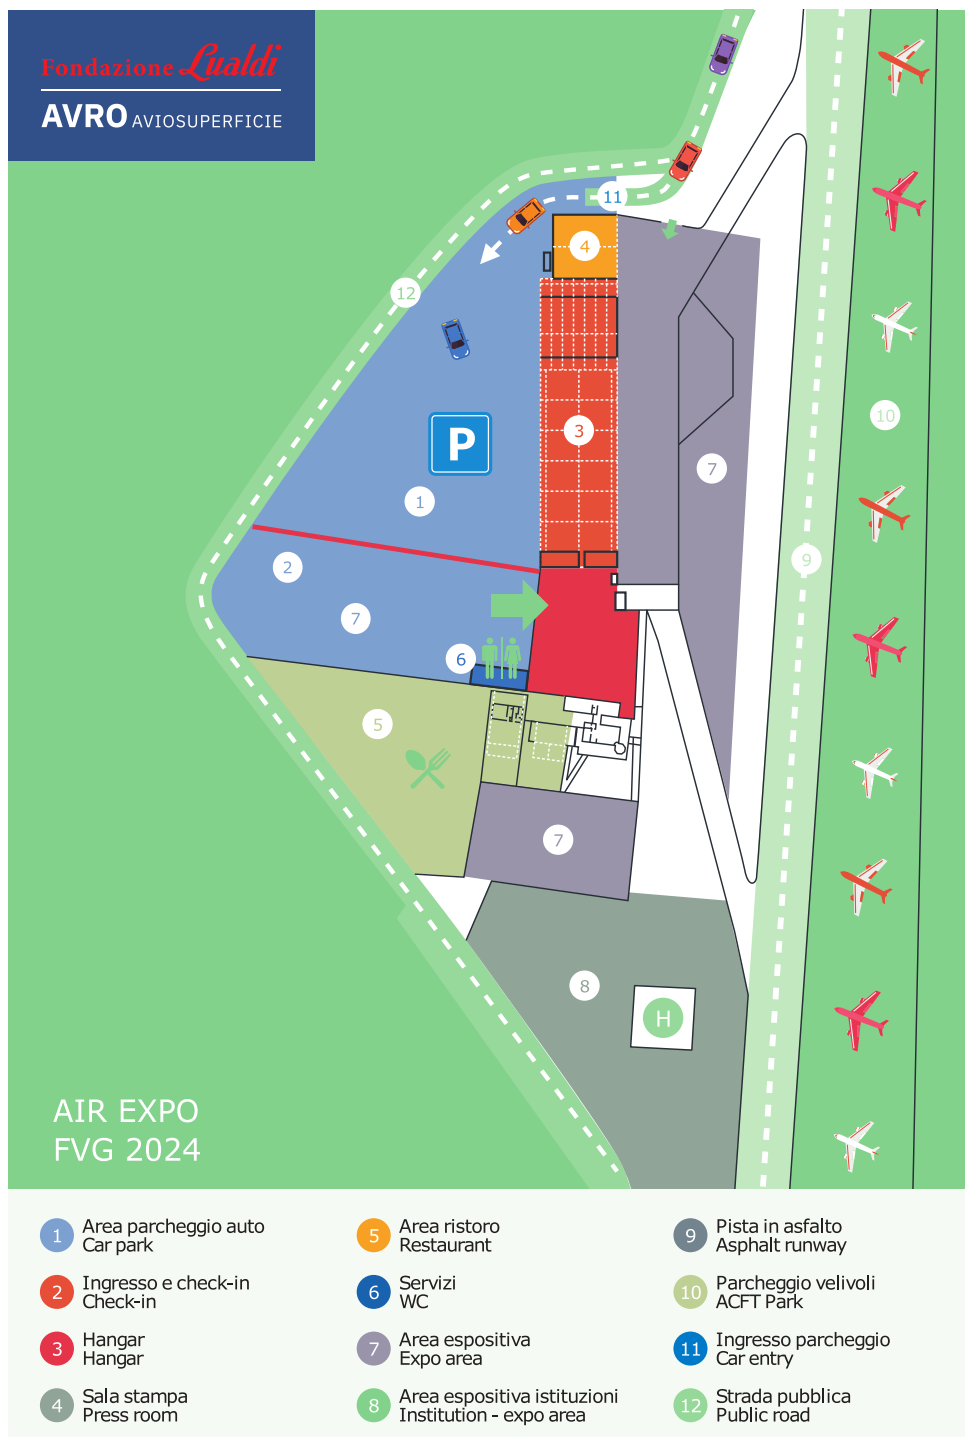 Fondazione Lualdi
AVRO AVIOSUPERFICIE
11
4
12
3
P
7
1
10
2
9
7
6
5
7
8
H
AIR EXPO
FVG 2024
1 Area parcheggio auto
Car park
2 Ingresso e check-in
Check-in
3 Hangar
Hangar
4 Sala stampa
Press room
5 Area ristoro
Restaurant
6 Servizi
WC
7 Area espositiva
Expo area
8 Area espositiva istituzioni
Institution - expo area
9 Pista in asfalto
Asphalt runway
10 Parcheggio velivoli
ACFT Park
11 Ingresso parcheggio
Car entry
12 Strada pubblica
Public road